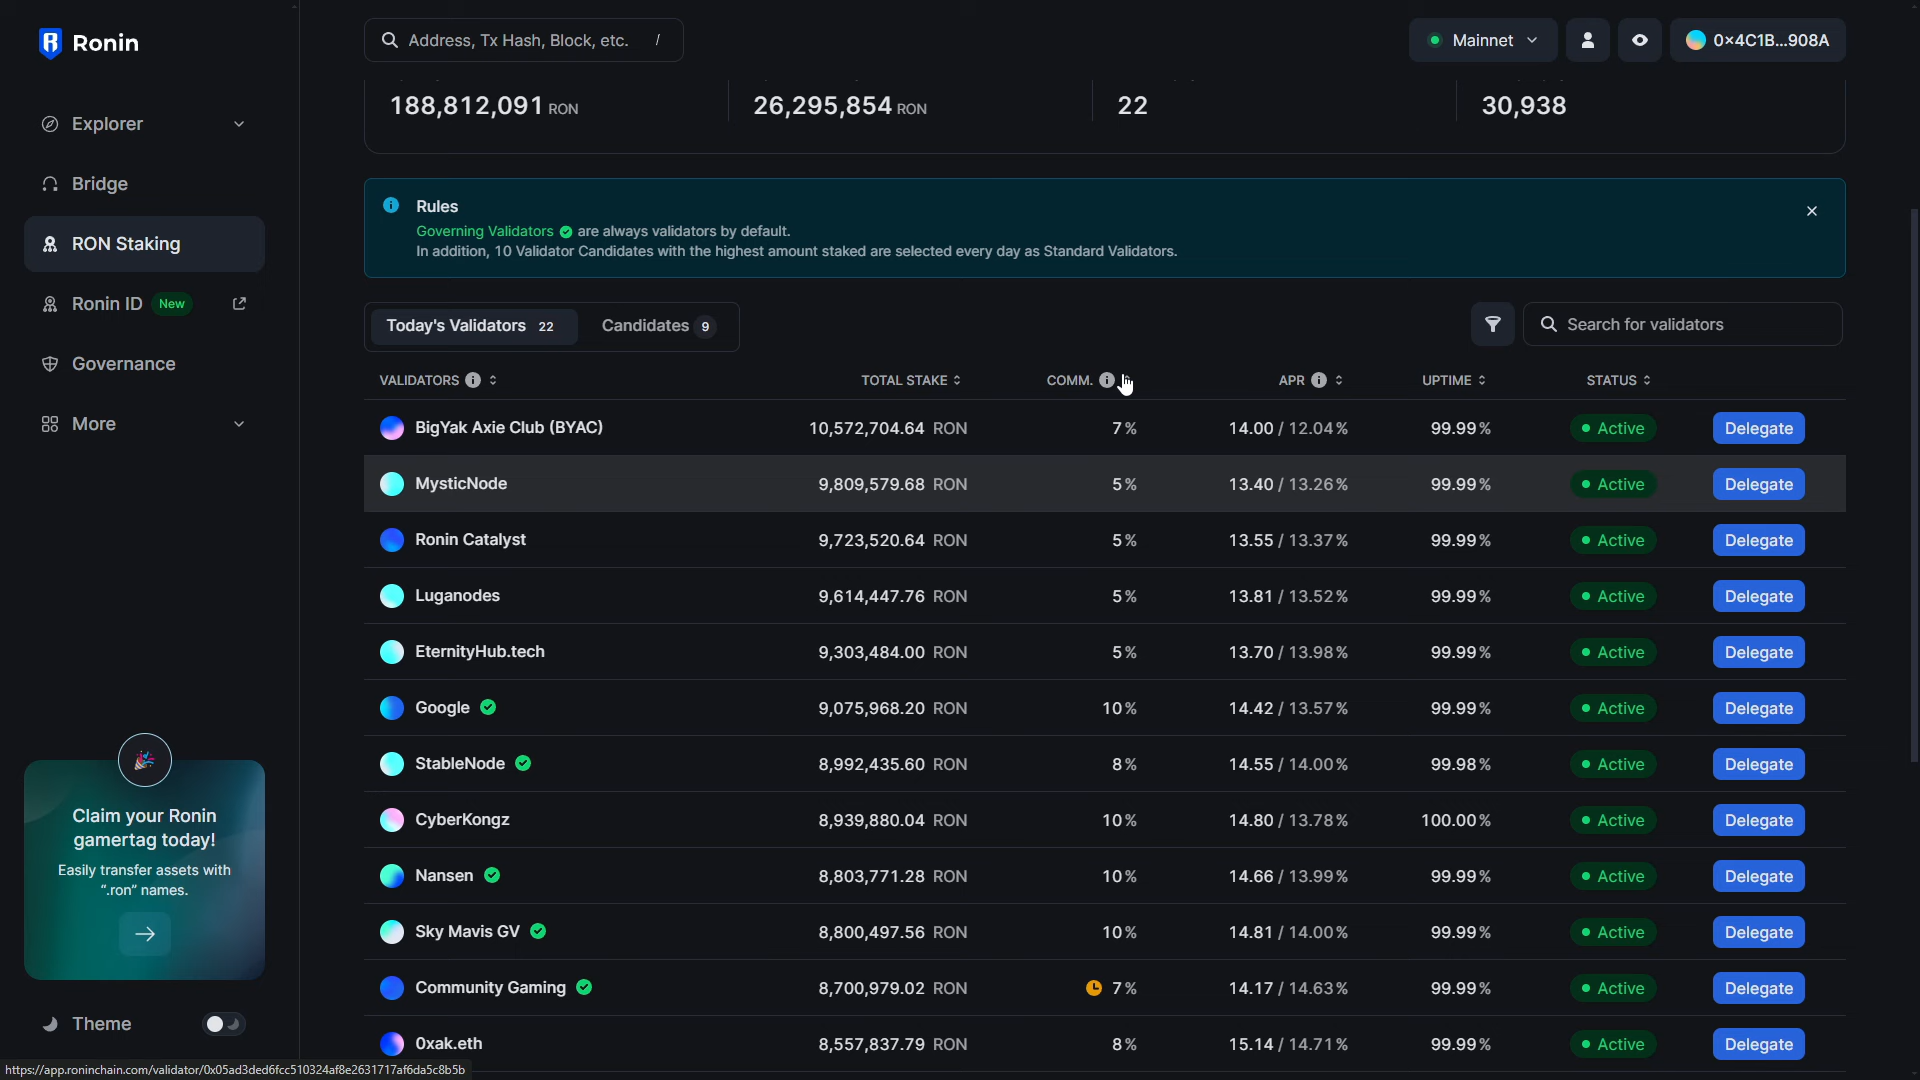 Ronin
Address, Tx Hash, Block, etc. /
Mainnet
0x4C1B...908A
Explorer
Bridge
RON Staking
Ronin ID New
Governance
More
188,812,091 RON
26,295,854 RON
22
30,938
Rules
Governing Validators are always validators by default.
In addition, 10 Validator Candidates with the highest amount staked are selected every day as Standard Validators.
Today's Validators 22
Candidates 9
Search for validators
VALIDATORS TOTAL STAKE COMM. APR UPTIME STATUS
BigYak Axie Club (BYAC) 10,572,704.64 RON 7% 14.00 / 12.04% 99.99% Active Delegate
MysticNode 9,809,579.68 RON 5% 13.40 / 13.26% 99.99% Active Delegate
Ronin Catalyst 9,723,520.64 RON 5% 13.55 / 13.37% 99.99% Active Delegate
Luganodes 9,614,447.76 RON 5% 13.81 / 13.52% 99.99% Active Delegate
EternityHub.tech 9,303,484.00 RON 5% 13.70 / 13.98% 99.99% Active Delegate
Google 9,075,968.20 RON 10% 14.42 / 13.57% 99.99% Active Delegate
StableNode 8,992,435.60 RON 8% 14.55 / 14.00% 99.98% Active Delegate
CyberKongz 8,939,880.04 RON 10% 14.80 / 13.78% 100.00% Active Delegate
Nansen 8,803,771.28 RON 10% 14.66 / 13.99% 99.99% Active Delegate
Sky Mavis GV 8,800,497.56 RON 10% 14.81 / 14.00% 99.99% Active Delegate
Community Gaming 8,700,979.02 RON 7% 14.17 / 14.63% 99.99% Active Delegate
0xak.eth 8,557,837.79 RON 8% 15.14 / 14.71% 99.99% Active Delegate
Claim your Ronin
gamertag today!
Easily transfer assets with
“.ron” names.
Theme
https://app.roninchain.com/validator/0x05ad3ded6fcc510324af8e2631717af6da5c8b5b